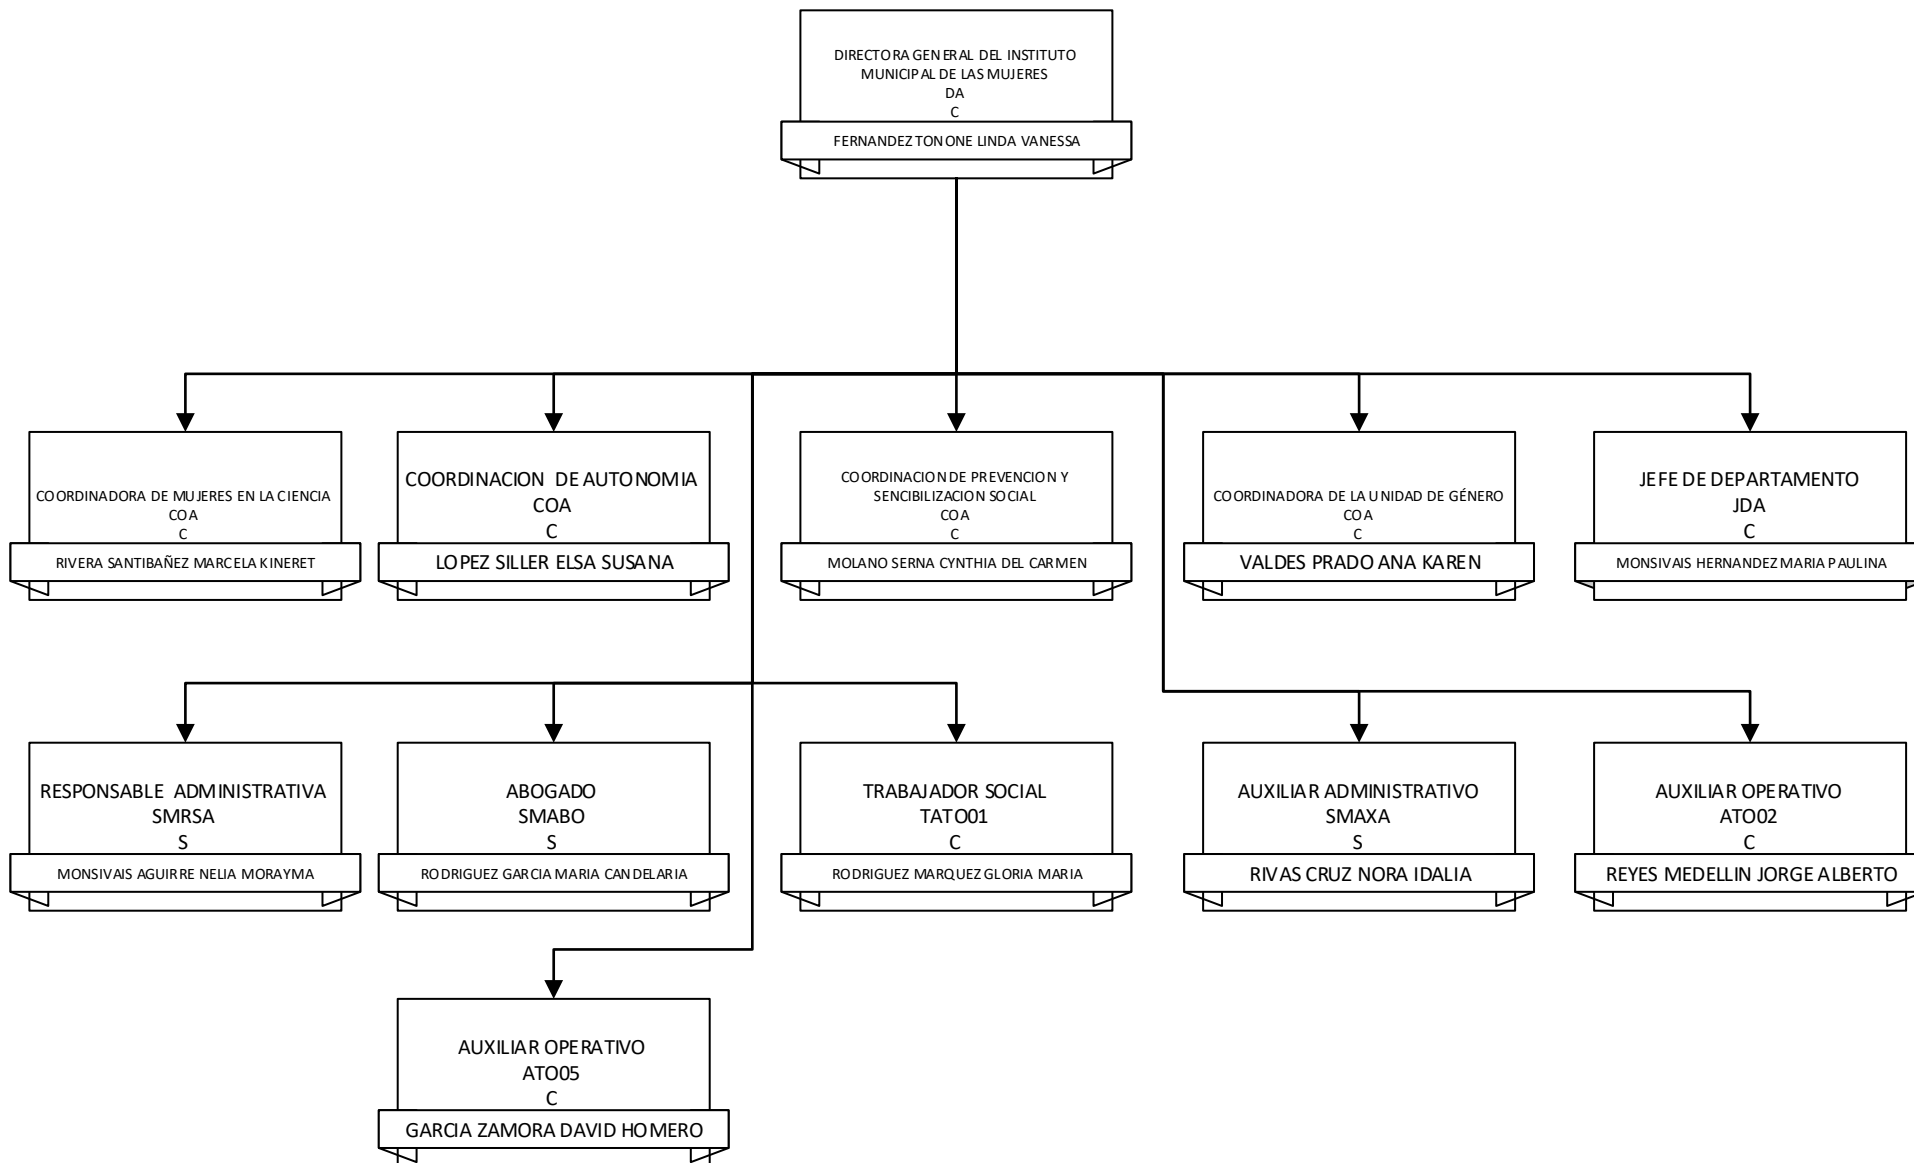 DIRECTORA GENERAL DEL INSTITUTO
MUNICIPAL DE LAS MUJERES
DA
C
FERNANDEZ TONONE LINDA VANESSA
COORDINADORA DE MUJERES EN LA CIENCIA
COA
C
RIVERA SANTIBAÑEZ MARCELA KINERET
COORDINACION DE AUTONOMIA
COA
C
LOPEZ SILLER ELSA SUSANA
COORDINACION DE PREVENCION Y
SENCIBILIZACION SOCIAL
COA
C
MOLANO SERNA CYNTHIA DEL CARMEN
COORDINADORA DE LA UNIDAD DE GÉNERO
COA
C
VALDES PRADO ANA KAREN
JEFE DE DEPARTAMENTO
JDA
C
MONSIVAIS HERNANDEZ MARIA PAULINA
RESPONSABLE ADMINISTRATIVA
SMRSA
S
MONSIVAIS AGUIRRE NELIA MORAYMA
ABOGADO
SMABO
S
RODRIGUEZ GARCIA MARIA CANDELARIA
TRABAJADOR SOCIAL
TATO01
C
RODRIGUEZ MARQUEZ GLORIA MARIA
AUXILIAR ADMINISTRATIVO
SMAXA
S
RIVAS CRUZ NORA IDALIA
AUXILIAR OPERATIVO
ATO02
C
REYES MEDELLIN JORGE ALBERTO
AUXILIAR OPERATIVO
ATO05
C
GARCIA ZAMORA DAVID HOMERO